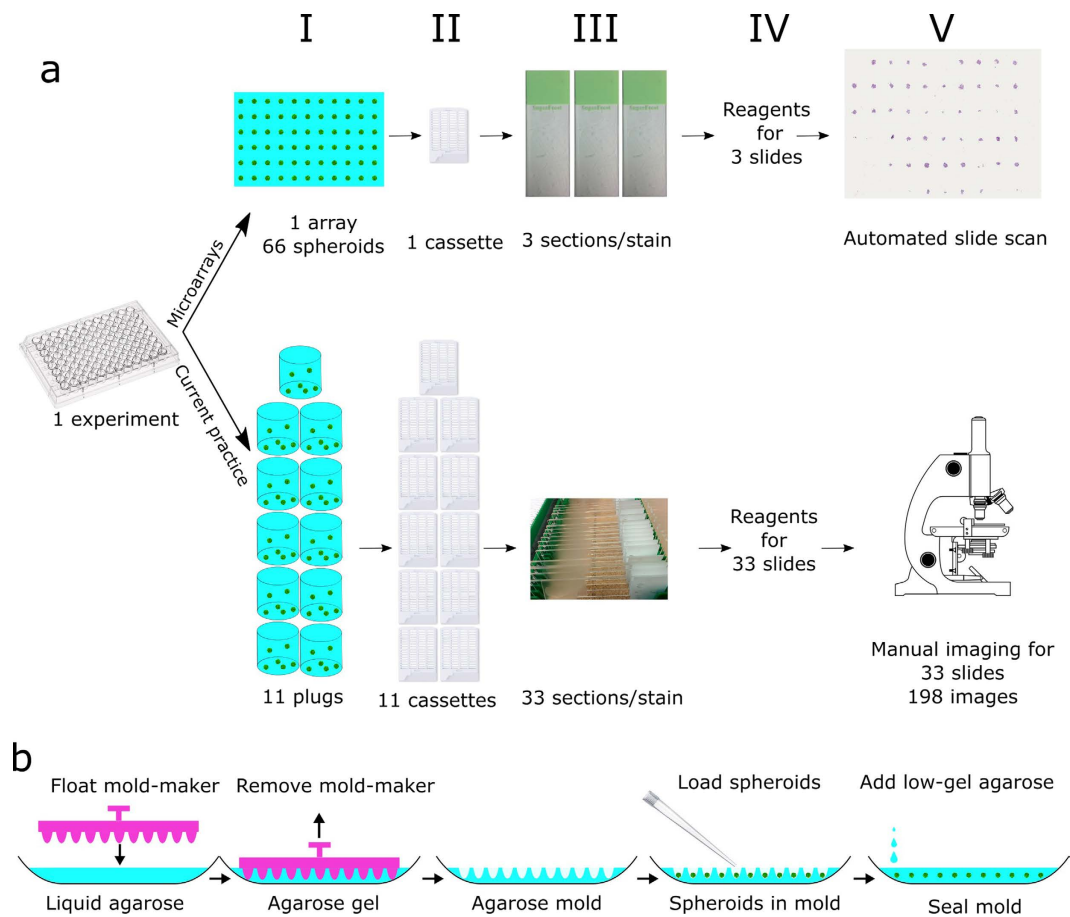 I II III IV V
a
Reagents
for
3 slides
1 array
66 spheroids
1 cassette
3 sections/stain
Automated slide scan
Microarrays
Current practice
1 experiment
Reagents
for
33 slides
11 plugs
11 cassettes
33 sections/stain
Manual imaging for
33 slides
198 images
b
Float mold-maker
Remove mold-maker
Load spheroids
Add low-gel agarose
Liquid agarose
Agarose gel
Agarose mold
Spheroids in mold
Seal mold